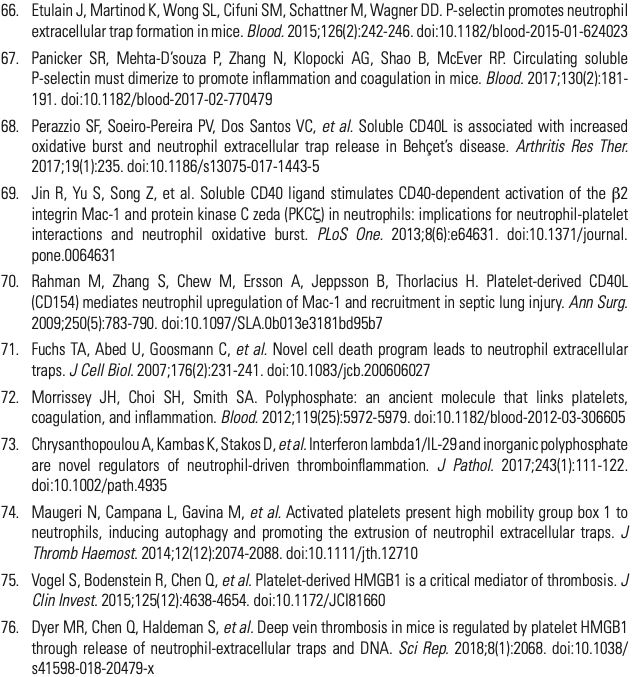 66. Etulain J, Martinod K, Wong SL, Cifuni SM, Schattner M, Wagner DD. P-selectin promotes neutrophil
extracellular trap formation in mice. Blood. 2015;126(2):242-246. doi:10.1182/blood-2015-01-624023
67. Panicker SR, Mehta-D'souza P, Zhang N, Klopocki AG, Shao B, McEver RP. Circulating soluble
P-selectin must dimerize to promote inflammation and coagulation in mice. Blood. 2017;130(2):181-
191. doi:10.1182/blood-2017-02-770479
68. Perazzio SF, Soeiro-Pereira PV, Dos Santos VC, et al. Soluble CD40L is associated with increased
oxidative burst and neutrophil extracellular trap release in Behçet's disease. Arthritis Res Ther.
2017;19(1):235. doi:10.1186/s13075-017-1443-5
69. Jin R, Yu S, Song Z, et al. Soluble CD40 ligand stimulates CD40-dependent activation of the β2
integrin Mac-1 and protein kinase C zeda (PKCζ) in neutrophils: implications for neutrophil-platelet
interactions and neutrophil oxidative burst. PLoS One. 2013;8(6):e64631. doi:10.1371/journal.
pone.0064631
70. Rahman M, Zhang S, Chew M, Ersson A, Jeppsson B, Thorlacius H. Platelet-derived CD40L
(CD154) mediates neutrophil upregulation of Mac-1 and recruitment in septic lung injury. Ann Surg.
2009;250(5):783-790. doi:10.1097/SLA.0b013e3181bd95b7
71. Fuchs TA, Abed U, Goosmann C, et al. Novel cell death program leads to neutrophil extracellular
traps. J Cell Biol. 2007;176(2):231-241. doi:10.1083/jcb.200606027
72. Morrissey JH, Choi SH, Smith SA. Polyphosphate: an ancient molecule that links platelets,
coagulation, and inflammation. Blood. 2012;119(25):5972-5979. doi:10.1182/blood-2012-03-306605
73. Chrysanthopoulou A, Kambas K, Stakos D, et al. Interferon lambda1/IL-29 and inorganic polyphosphate
are novel regulators of neutrophil-driven thromboinflammation. J Pathol. 2017;243(1):111-122.
doi:10.1002/path.4935
74. Maugeri N, Campana L, Gavina M, et al. Activated platelets present high mobility group box 1 to
neutrophils, inducing autophagy and promoting the extrusion of neutrophil extracellular traps. J
Thromb Haemost. 2014;12(12):2074-2088. doi:10.1111/jth.12710
75. Vogel S, Bodenstein R, Chen Q, et al. Platelet-derived HMGB1 is a critical mediator of thrombosis. J
Clin Invest. 2015;125(12):4638-4654. doi:10.1172/JCI81660
76. Dyer MR, Chen Q, Haldeman S, et al. Deep vein thrombosis in mice is regulated by platelet HMGB1
through release of neutrophil-extracellular traps and DNA. Sci Rep. 2018;8(1):2068. doi:10.1038/
s41598-018-20479-x